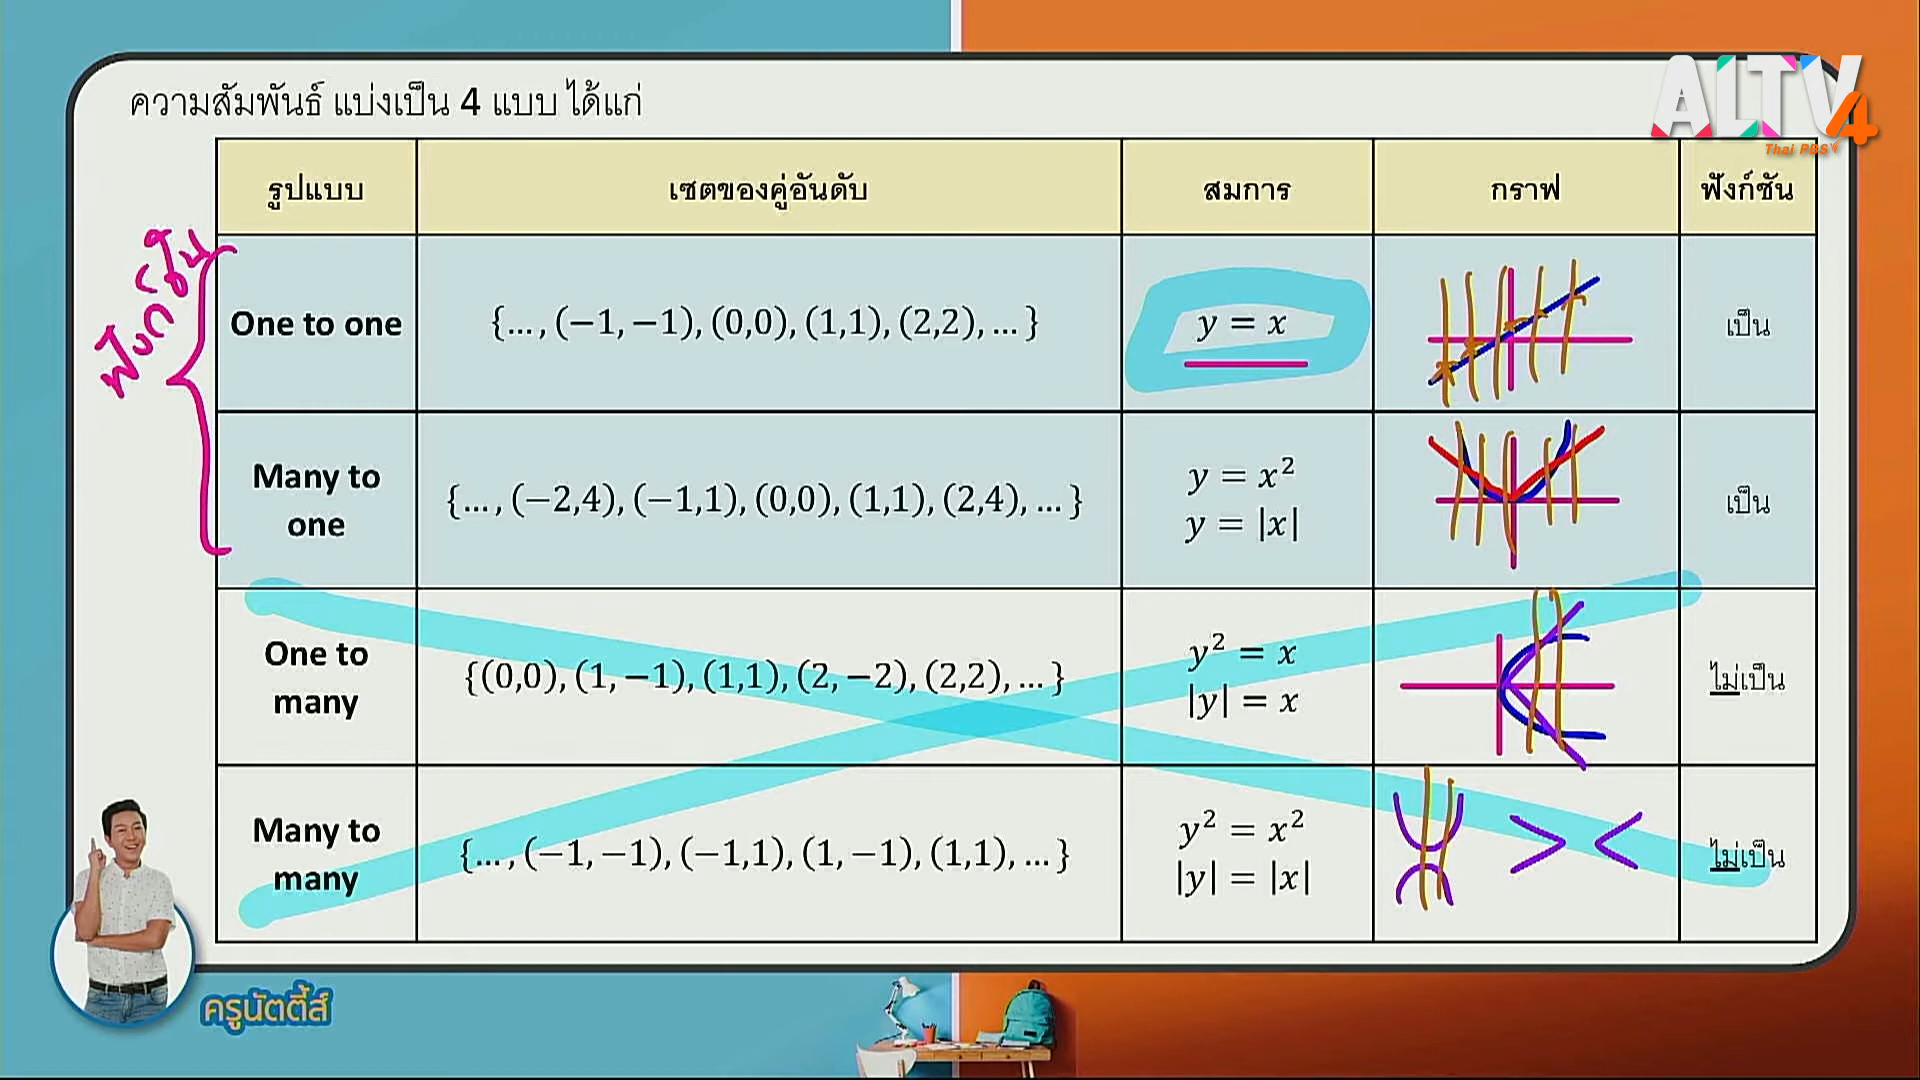 ALTV4
Thai PBS
ความสัมพันธ์ แบ่งเป็น 4 แบบ ได้แก่
รูปแบบ เซตของคู่อันดับ สมการ กราฟ ฟังก์ชัน
ฟังก์ชัน
One to one {…, (−1, −1), (0,0), (1,1), (2,2), … } y = x เป็น
Many to
one
{…, (−2,4), (−1,1), (0,0), (1,1), (2,4), … }
y = x²
y = |x|
เป็น
One to
many
{(0,0), (1, −1), (1,1), (2, −2), (2,2), … }
y² = x
|y| = x
ไม่เป็น
Many to
many
{…, (−1, −1), (−1,1), (1, −1), (1,1), … }
y² = x²
|y| = |x|
ไม่เป็น
ครูนัตตี้ส์